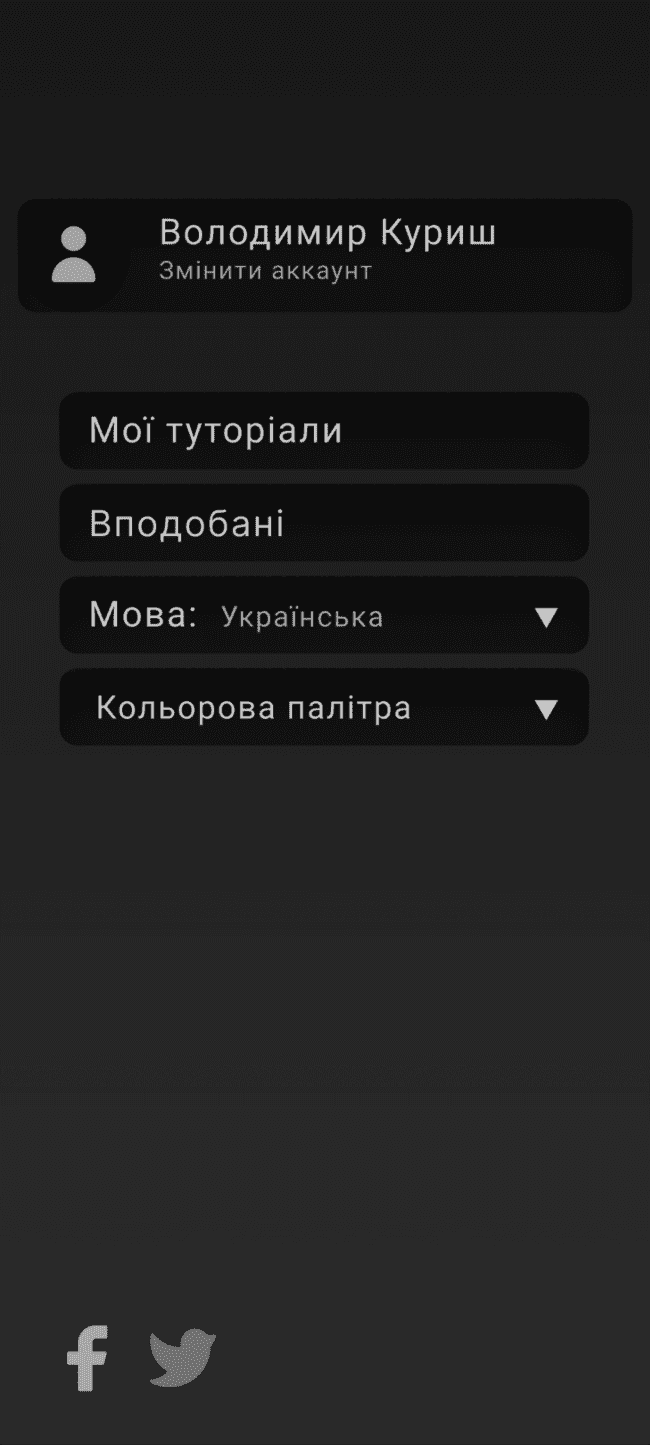 Володимир Куриш
Змінити аккаунт
Мої туторіали
Вподобані
Мова: Українська
Кольорова палітра